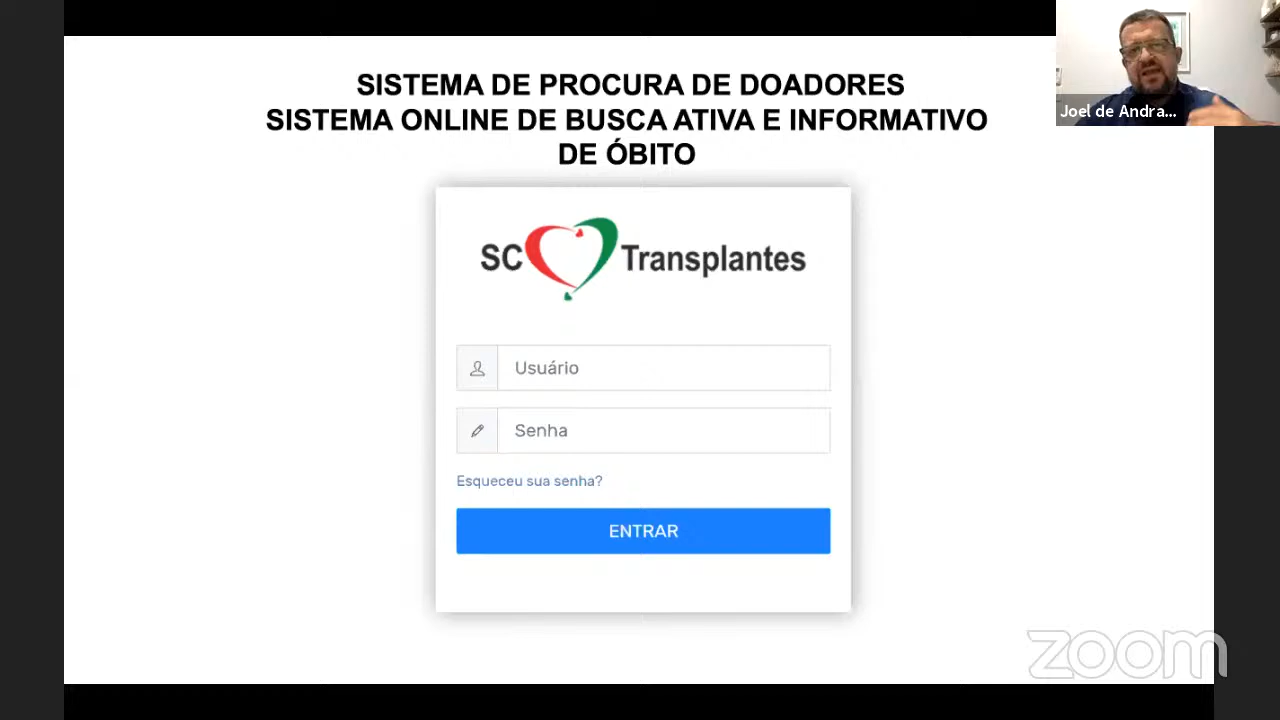 SISTEMA DE PROCURA DE DOADORES
SISTEMA ONLINE DE BUSCA ATIVA E INFORMATIVO
DE ÓBITO
Joel de Andra...
SC Transplantes
Usuário
Senha
Esqueceu sua senha?
ENTRAR
zoom